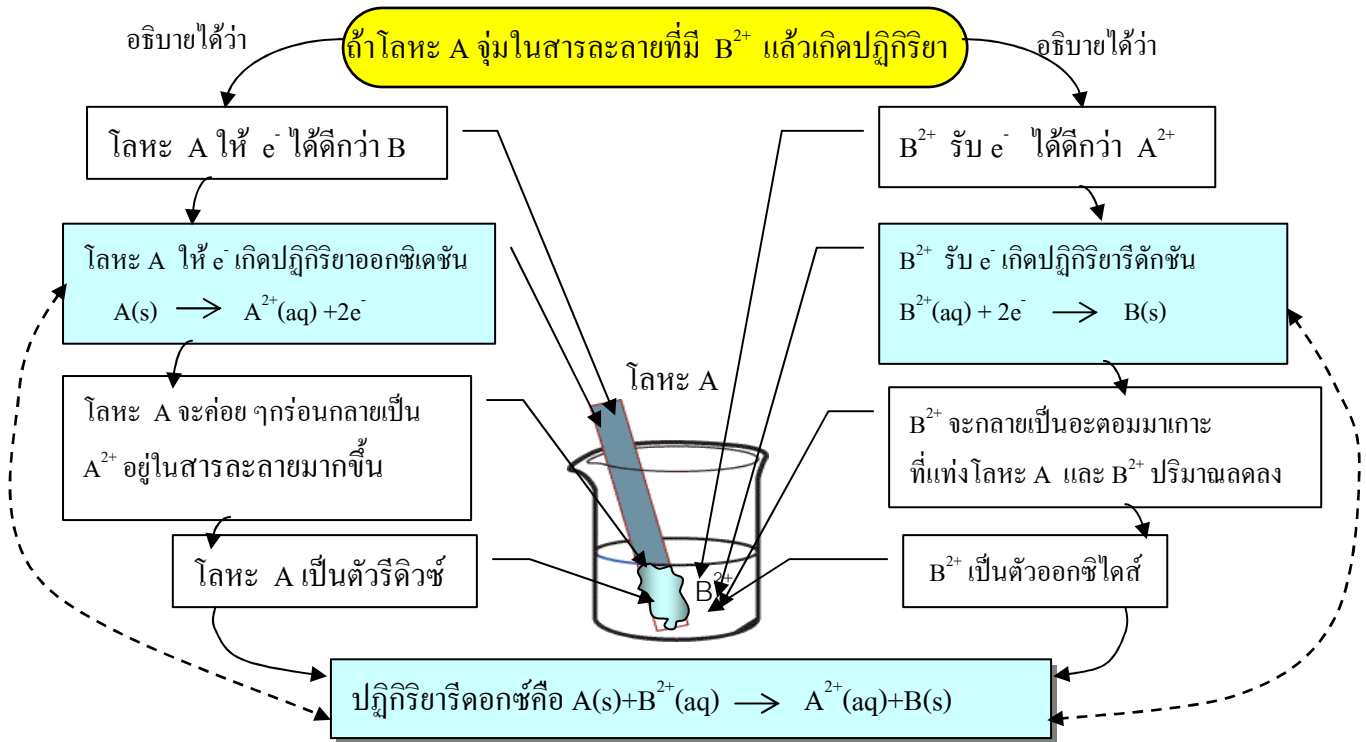 ถ้าโลหะ A จุ่มในสารละลายที่มี B²⁺ แล้วเกิดปฏิกิริยา
อธิบายได้ว่า
อธิบายได้ว่า
โลหะ A ให้ e⁻ ได้ดีกว่า B
B²⁺ รับ e⁻ ได้ดีกว่า A²⁺
โลหะ A ให้ e⁻ เกิดปฏิกิริยาออกซิเดชัน
A(s) → A²⁺(aq) +2e⁻
B²⁺ รับ e⁻ เกิดปฏิกิริยารีดักชัน
B²⁺(aq) + 2e⁻ → B(s)
โลหะ A
โลหะ A จะค่อย ๆกร่อนกลายเป็น
A²⁺ อยู่ในสารละลายมากขึ้น
B²⁺ จะกลายเป็นอะตอมมาเกาะ
ที่แท่งโลหะ A และ B²⁺ ปริมาณลดลง
โลหะ A เป็นตัวรีดิวซ์
B²⁺
B²⁺ เป็นตัวออกซิไดส์
ปฏิกิริยารีดอกซ์คือ A(s)+B²⁺(aq) → A²⁺(aq)+B(s)